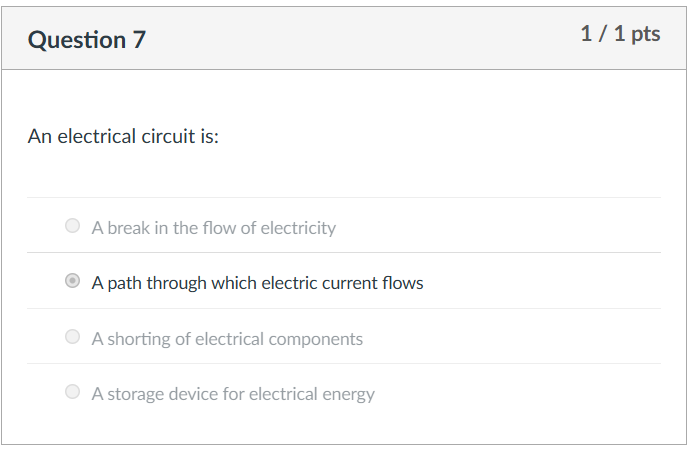 Question 7
1 / 1 pts
An electrical circuit is:
A break in the flow of electricity
A path through which electric current flows
A shorting of electrical components
A storage device for electrical energy